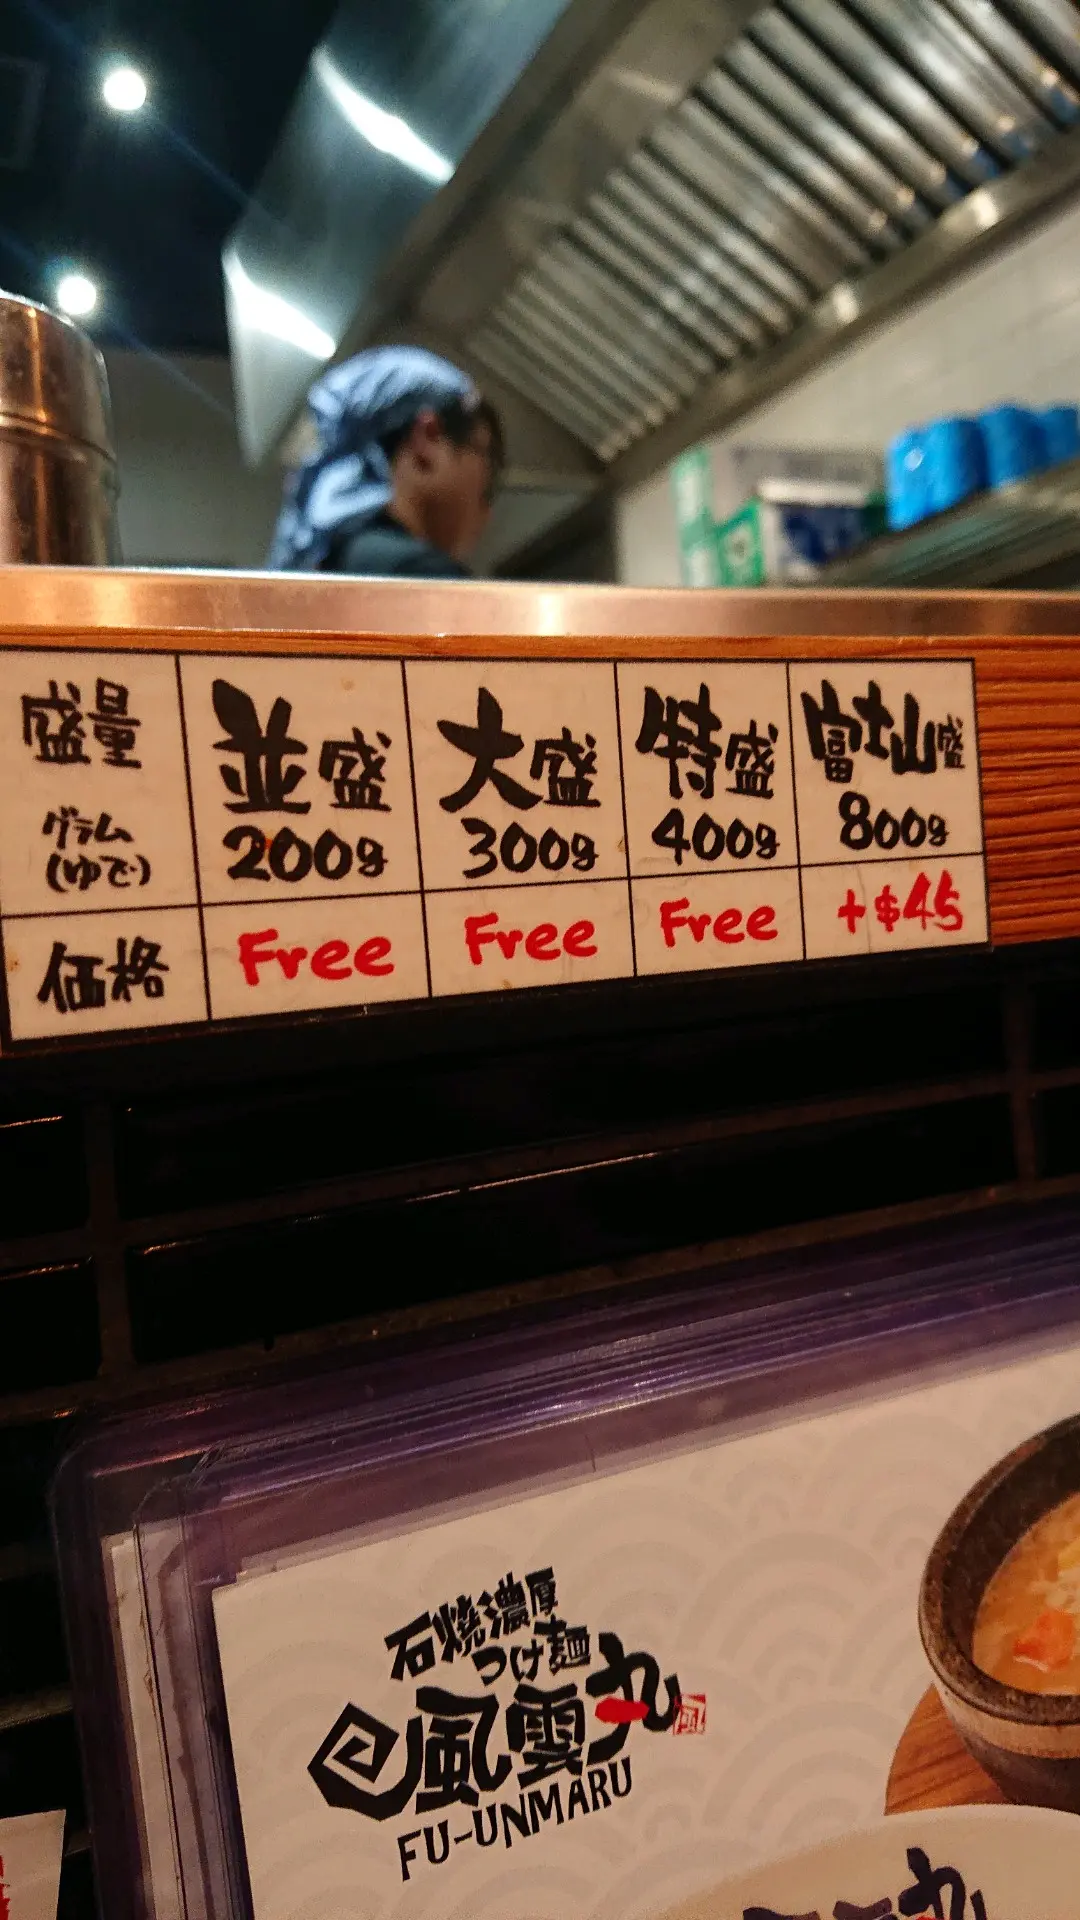 盛量 並盛 大盛 特盛 富士山盛
グラム (ゆで) 200g 300g 400g 800g
価格 Free Free Free +$45
石焼濃厚
つけ麺
風雲丸
FU-UNMARU